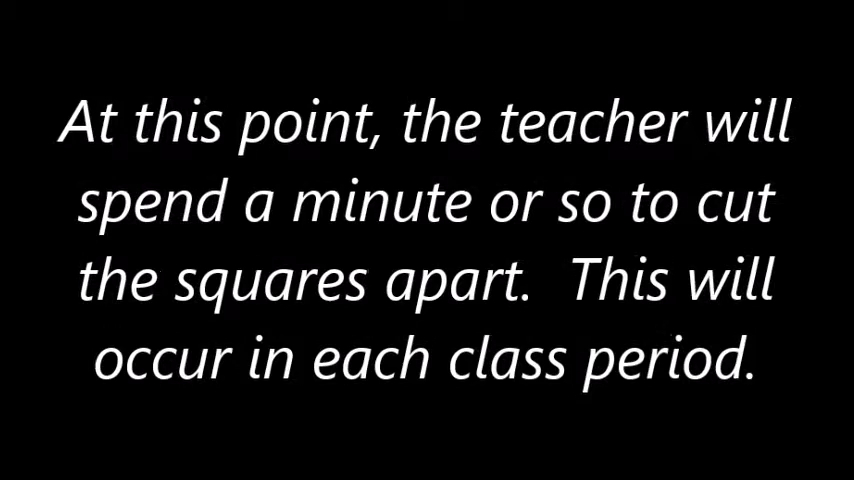 At this point, the teacher will
spend a minute or so to cut
the squares apart.  This will
occur in each class period.